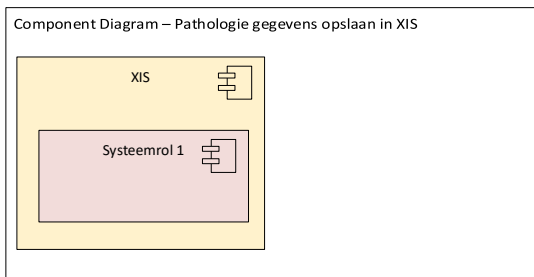 Component Diagram – Pathologie gegevens opslaan in XIS
XIS
Systeemrol 1